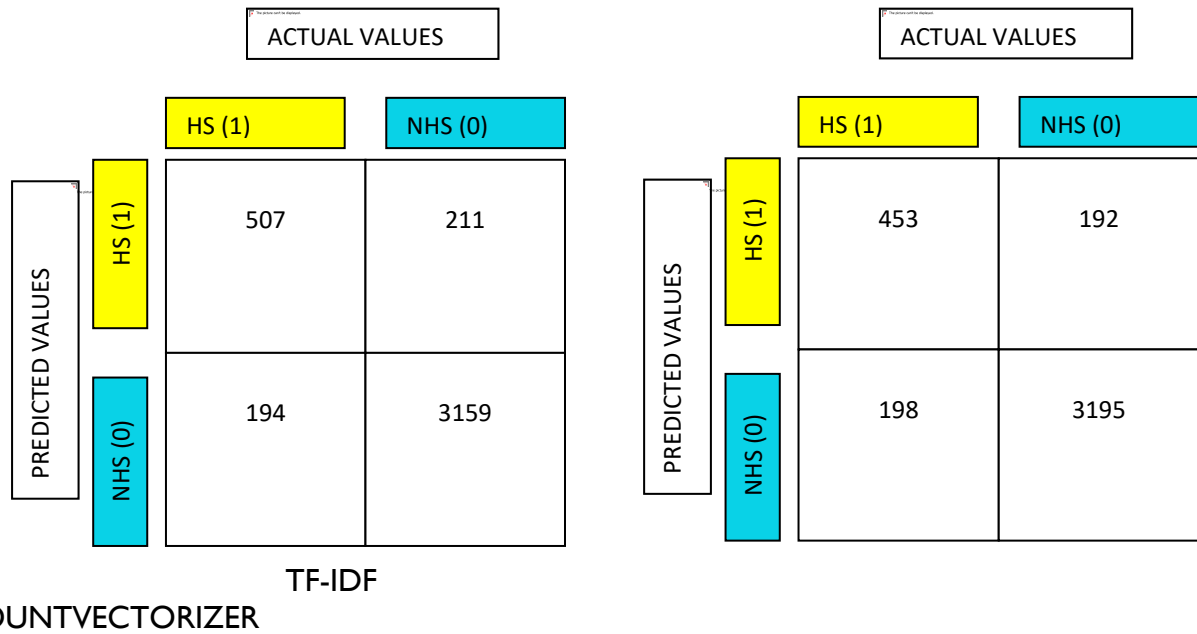 ACTUAL VALUES
ACTUAL VALUES
HS (1)
NHS (0)
HS (1)
NHS (0)
PREDICTED VALUES
HS (1)
507
211
NHS (0)
194
3159
PREDICTED VALUES
HS (1)
453
192
NHS (0)
198
3195
TF-IDF
OUNTVECTORIZER